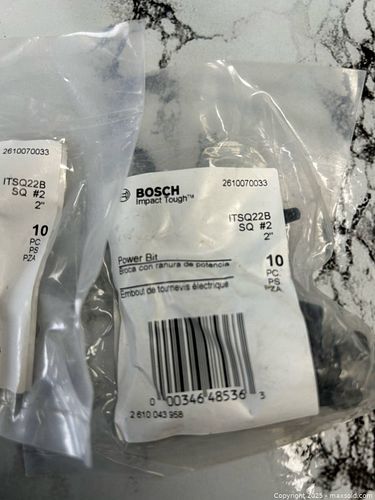 2610070033
ITSQ22B
SQ #2
2"
10
PC
PS
PZA
BOSCH
Impact Tough™
2610070033
ITSQ22B
SQ #2
2"
10
PC
PS
PZA
Power Bit
Broca con ranura de potencia
Embout de tournevis électrique
0 00346 48536 3
2 610 043 958
Copyright 2025 - maxsold.com